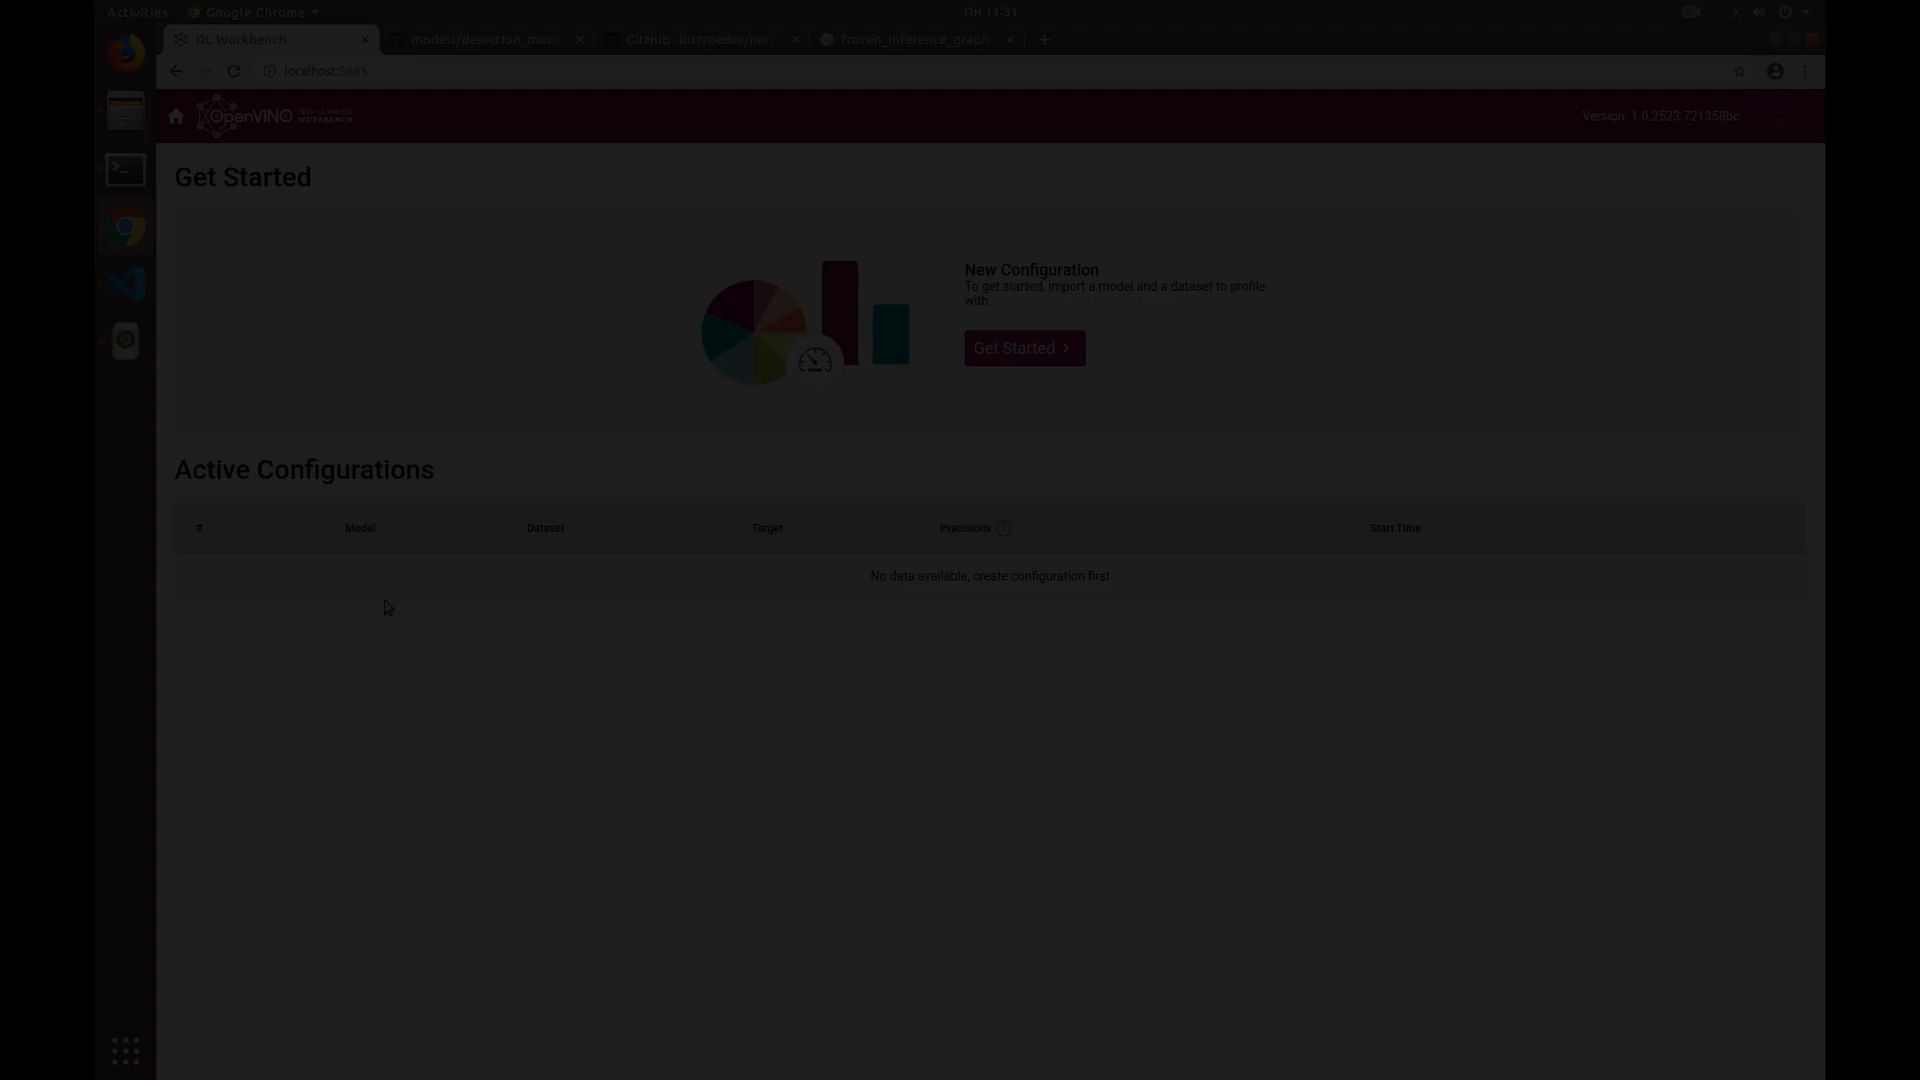 Activities Google Chrome Пн 11:31
DL Workbench models/detection_mod GitHub - lutzroeder/net frozen_inference_graph
localhost:5665
OpenVINO DEEP LEARNING WORKBENCH Version: 1.0.2523.721358bc
Get Started
New Configuration
To get started, import a model and a dataset to profile
with.
Get Started
Active Configurations
# Model Dataset Target Precisions ? Start Time
No data available, create configuration first